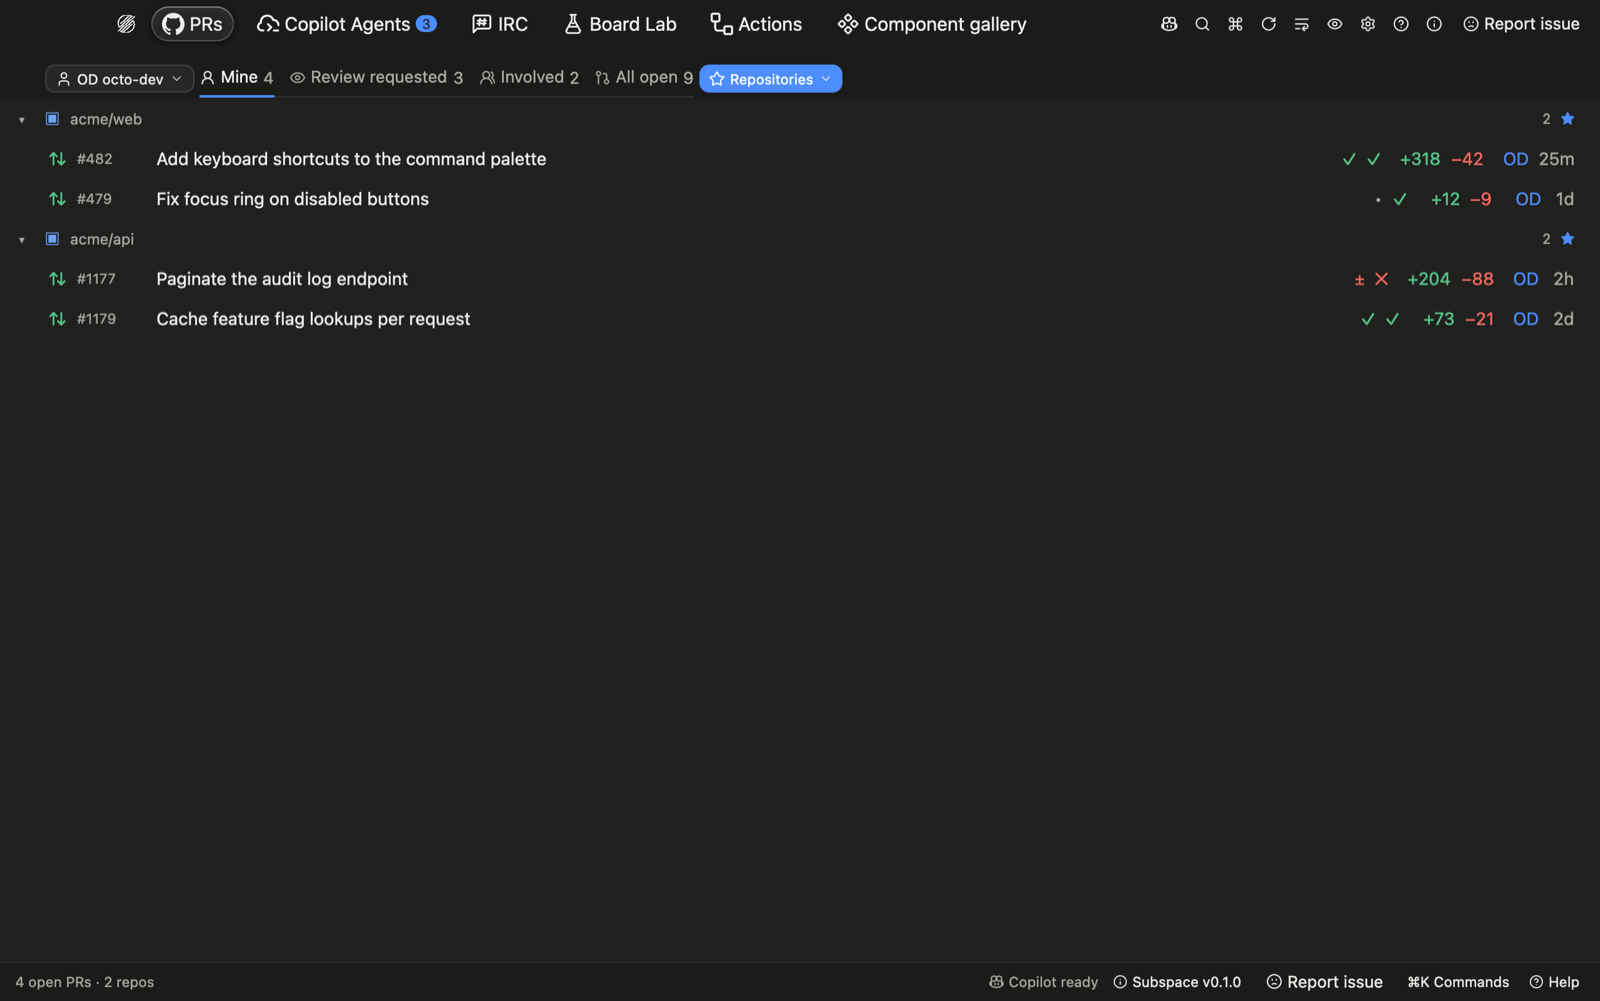 PRs Copilot Agents 3 IRC Board Lab Actions Component gallery Report issue
OD octo-dev Mine 4 Review requested 3 Involved 2 All open 9 Repositories
acme/web 2
#482 Add keyboard shortcuts to the command palette +318 −42 OD 25m
#479 Fix focus ring on disabled buttons +12 −9 OD 1d
acme/api 2
#1177 Paginate the audit log endpoint ± +204 −88 OD 2h
#1179 Cache feature flag lookups per request +73 −21 OD 2d
4 open PRs · 2 repos Copilot ready Subspace v0.1.0 Report issue ⌘K Commands Help